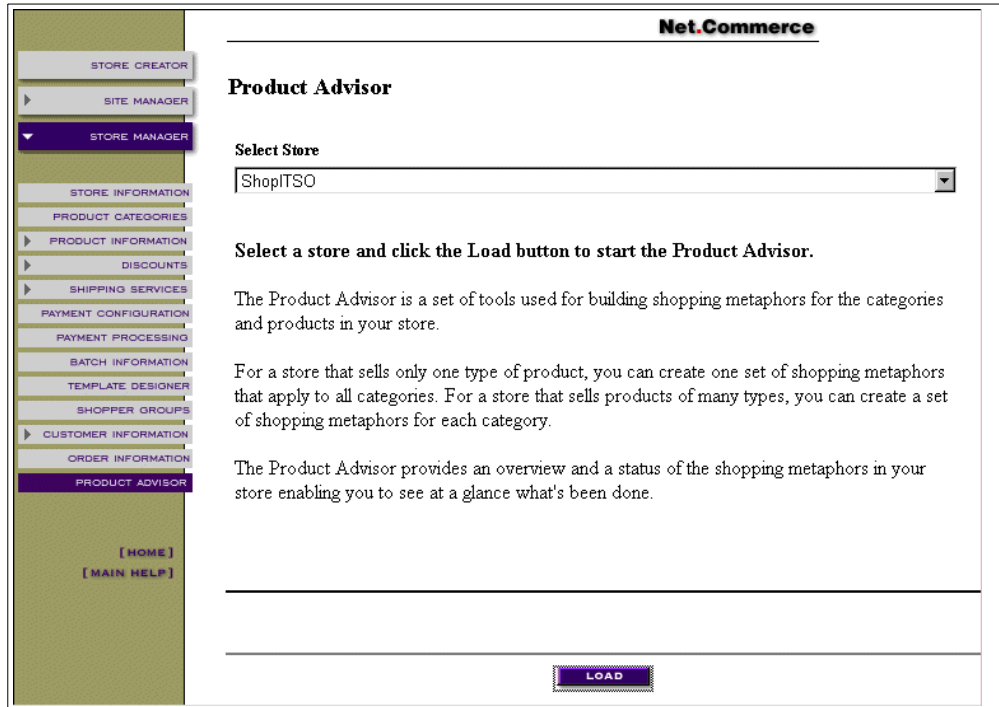 Net.Commerce
STORE CREATOR
SITE MANAGER
STORE MANAGER
STORE INFORMATION
PRODUCT CATEGORIES
PRODUCT INFORMATION
DISCOUNTS
SHIPPING SERVICES
PAYMENT CONFIGURATION
PAYMENT PROCESSING
BATCH INFORMATION
TEMPLATE DESIGNER
SHOPPER GROUPS
CUSTOMER INFORMATION
ORDER INFORMATION
PRODUCT ADVISOR
[HOME]
[MAIN HELP]
Product Advisor
Select Store
ShopITSO
Select a store and click the Load button to start the Product Advisor.
The Product Advisor is a set of tools used for building shopping metaphors for the categories
and products in your store.
For a store that sells only one type of product, you can create one set of shopping metaphors
that apply to all categories. For a store that sells products of many types, you can create a set
of shopping metaphors for each category.
The Product Advisor provides an overview and a status of the shopping metaphors in your
store enabling you to see at a glance what's been done.
LOAD